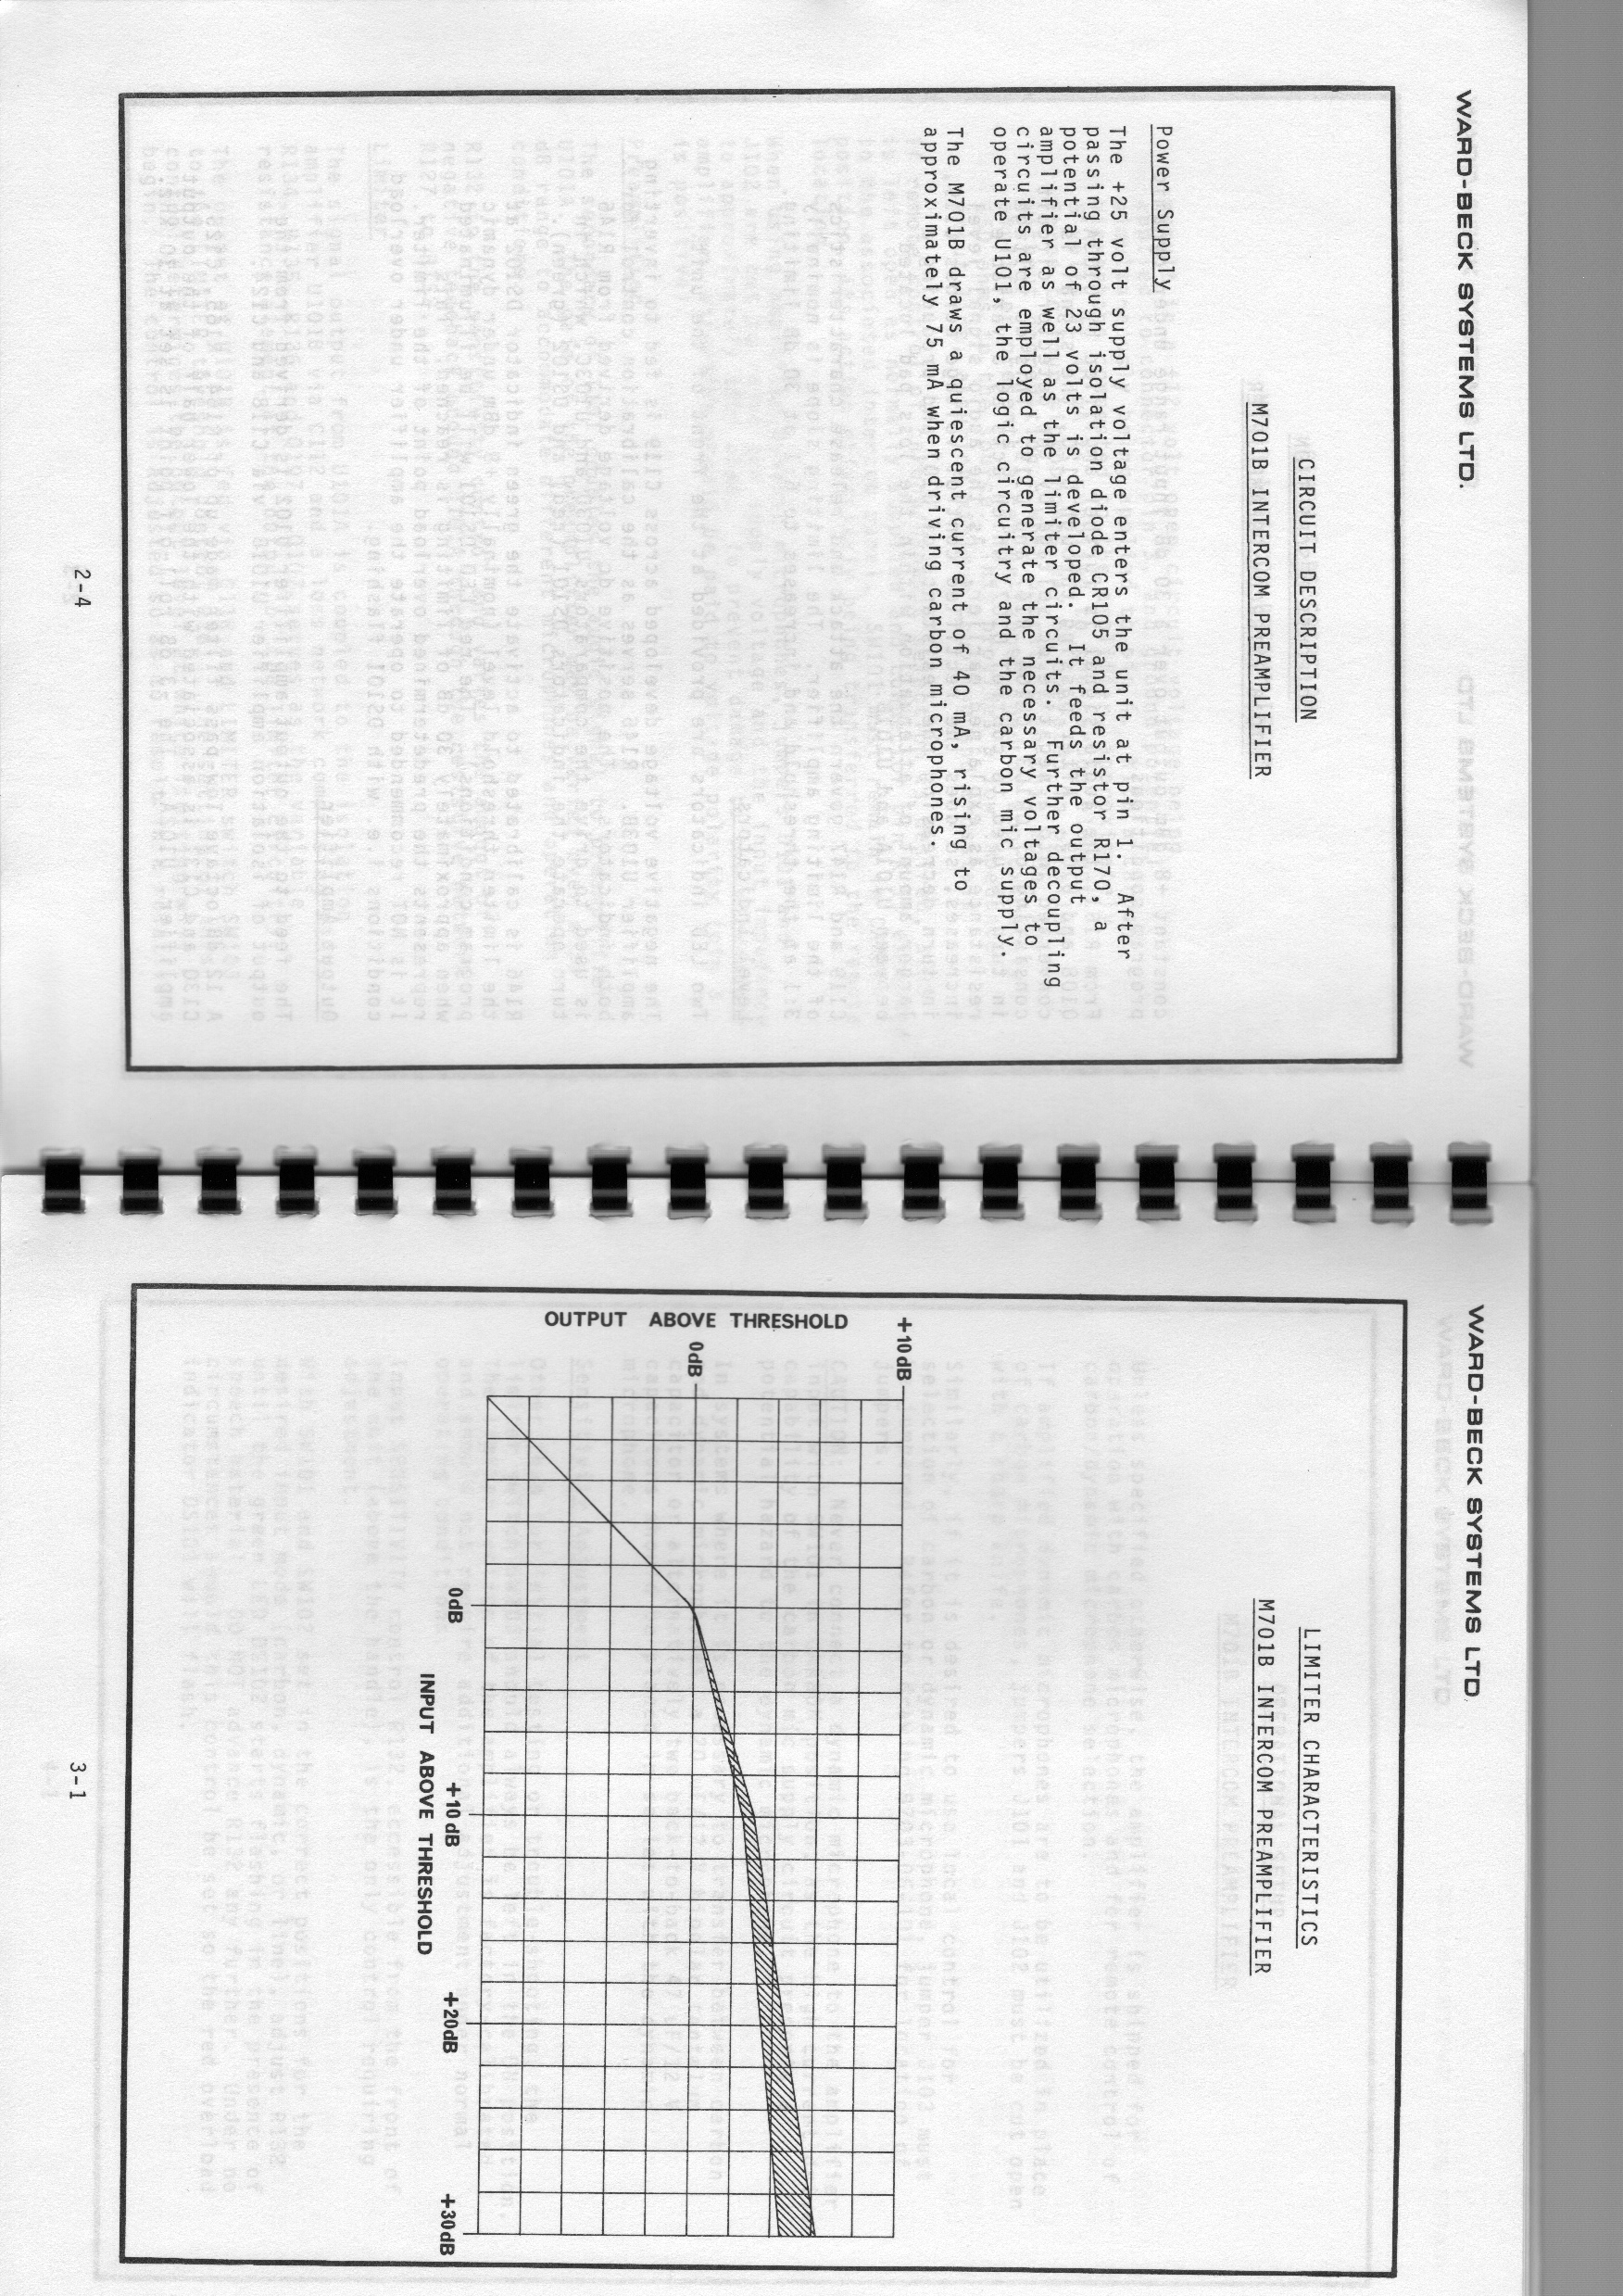 WARD-BECK SYSTEMS LTD.
CIRCUIT DESCRIPTION
M701B INTERCOM PREAMPLIFIER
Power Supply
The +25 volt supply voltage enters the unit at pin 1. After
passing through isolation diode CR105 and resistor R170, a
potential of 23 volts is developed. It feeds the output
amplifier as well as the limiter circuits. Further decoupling
circuits are employed to generate the necessary voltages to
operate U101, the logic circuitry and the carbon mic supply.
The M701B draws a quiescent current of 40 mA, rising to
approximately 75 mA when driving carbon microphones.
2-4
WARD-BECK SYSTEMS LTD
LIMITER CHARACTERISTICS
M701B INTERCOM PREAMPLIFIER
+10dB
0dB
OUTPUT ABOVE THRESHOLD
0dB
+10dB
+20dB
+30dB
INPUT ABOVE THRESHOLD
3-1